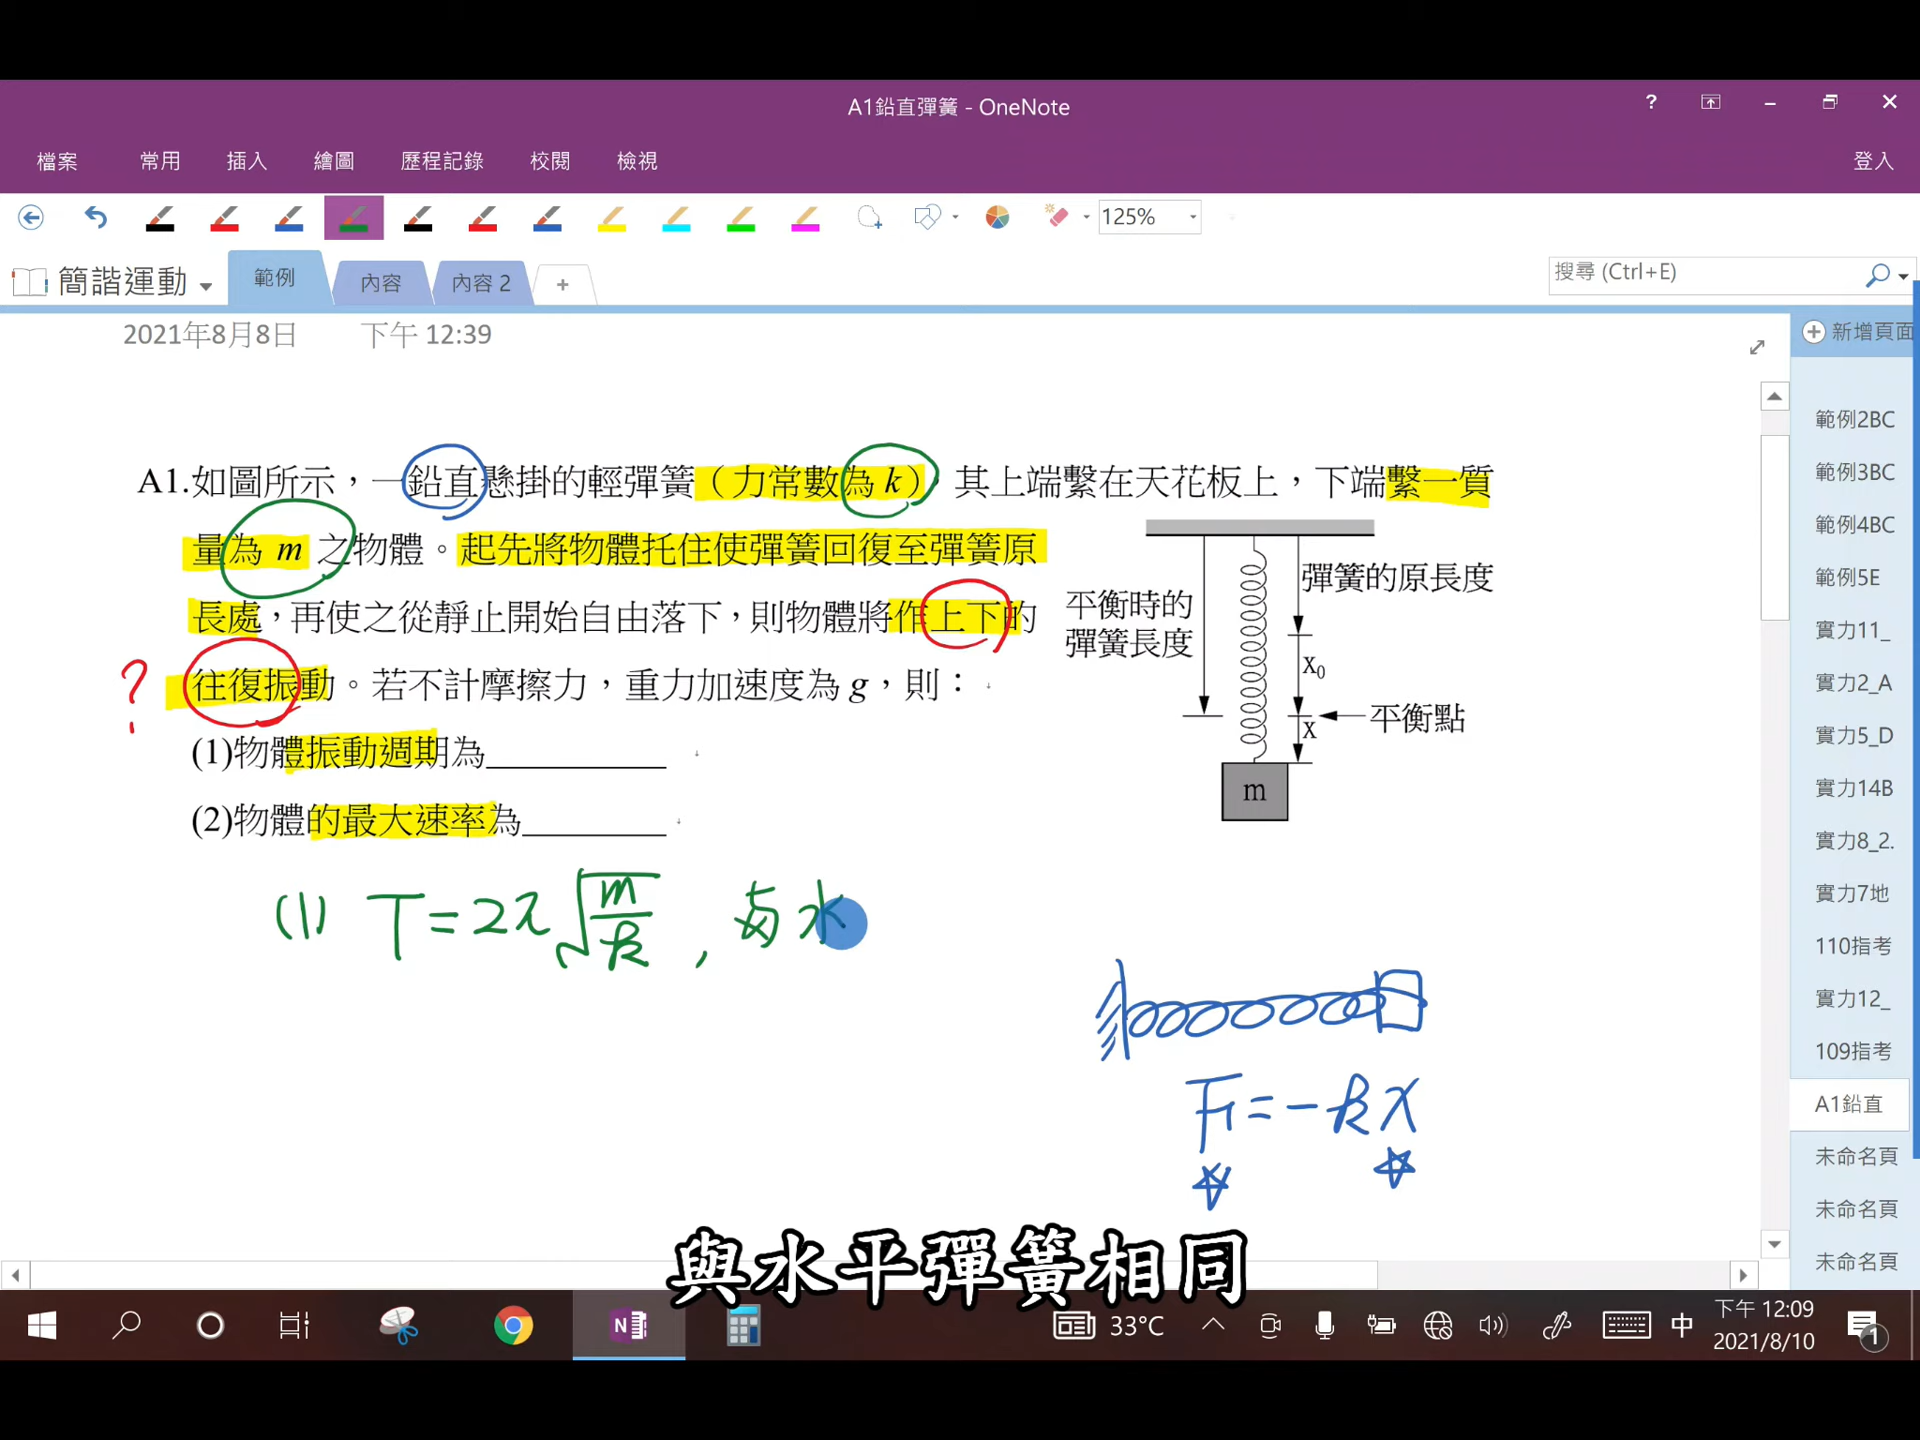 A1鉛直彈簧 - OneNote
?
檔案 常用 插入 繪圖 歷程記錄 校閱 檢視 登入
125%
簡諧運動 範例 內容 內容 2 +
搜尋 (Ctrl+E)
2021年8月8日 下午 12:39
新增頁面
範例2BC
範例3BC
範例4BC
範例5E
實力11_
實力2_A
實力5_D
實力14B
實力8_2.
實力7地
110指考
實力12_
109指考
A1鉛直
未命名頁
未命名頁
未命名頁
A1.如圖所示，一鉛直懸掛的輕彈簧（力常數為 k） 其上端繫在天花板上，下端繫一質
量為 m 之物體。起先將物體托住使彈簧回復至彈簧原
長處，再使之從靜止開始自由落下，則物體將作上下的
往復振動。若不計摩擦力，重力加速度為 g，則：
?
(1)物體振動週期為
(2)物體的最大速率為
彈簧的原長度
平衡時的
彈簧長度
x₀
平衡點
x
m
(1) T=2π√(m/k) , 与水
F=-kx
與水平彈簧相同
33°C
中
下午 12:09
2021/8/10
1